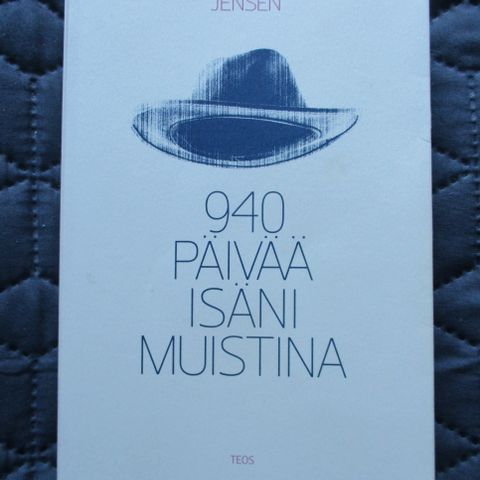 JENSEN
940
PÄIVÄÄ
ISÄNI
MUISTINA
TEOS